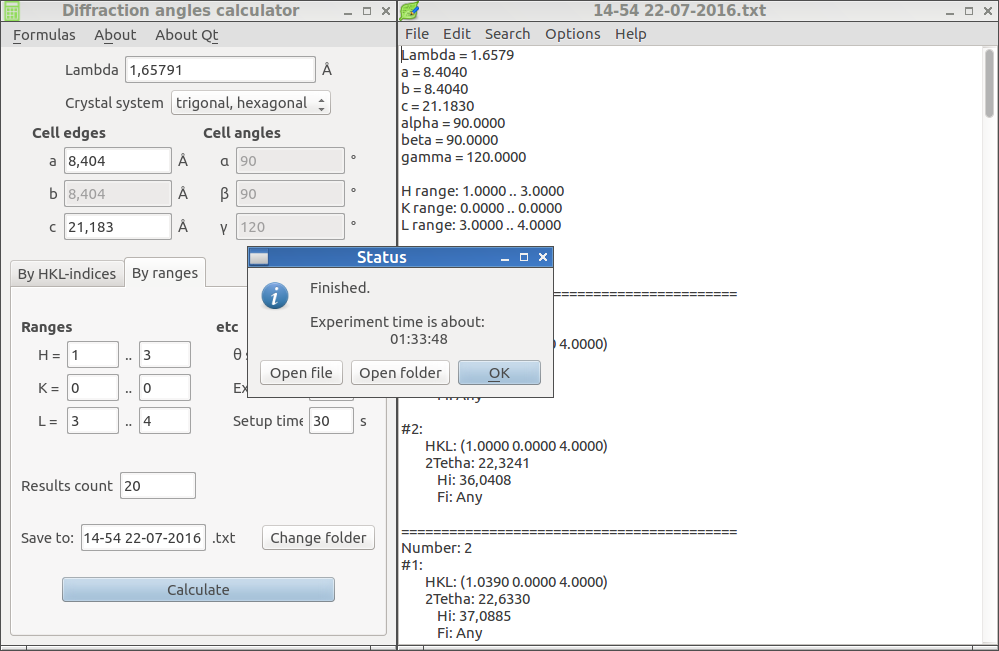 Diffraction angles calculator
Formulas About About Qt
Lambda 1,65791 Å
Crystal system trigonal, hexagonal
Cell edges Cell angles
a 8,404 Å α 90 °
b 8,404 Å β 90 °
c 21,183 Å γ 120 °
By HKL-indices By ranges
Ranges etc
H = 1 .. 3 θ
K = 0 .. 0 Ex
L = 3 .. 4 Setup time 30 s
Results count 20
Save to: 14-54 22-07-2016 .txt Change folder
Calculate
Status
Finished.
Experiment time is about:
01:33:48
Open file Open folder OK
14-54 22-07-2016.txt
File Edit Search Options Help
Lambda = 1.6579
a = 8.4040
b = 8.4040
c = 21.1830
alpha = 90.0000
beta = 90.0000
gamma = 120.0000
H range: 1.0000 .. 3.0000
K range: 0.0000 .. 0.0000
L range: 3.0000 .. 4.0000
4.0000)
Fi: Any
#2:
HKL: (1.0000 0.0000 4.0000)
2Tetha: 22,3241
Hi: 36,0408
Fi: Any
==========================================
Number: 2
#1:
HKL: (1.0390 0.0000 4.0000)
2Tetha: 22,6330
Hi: 37,0885
Fi: Any